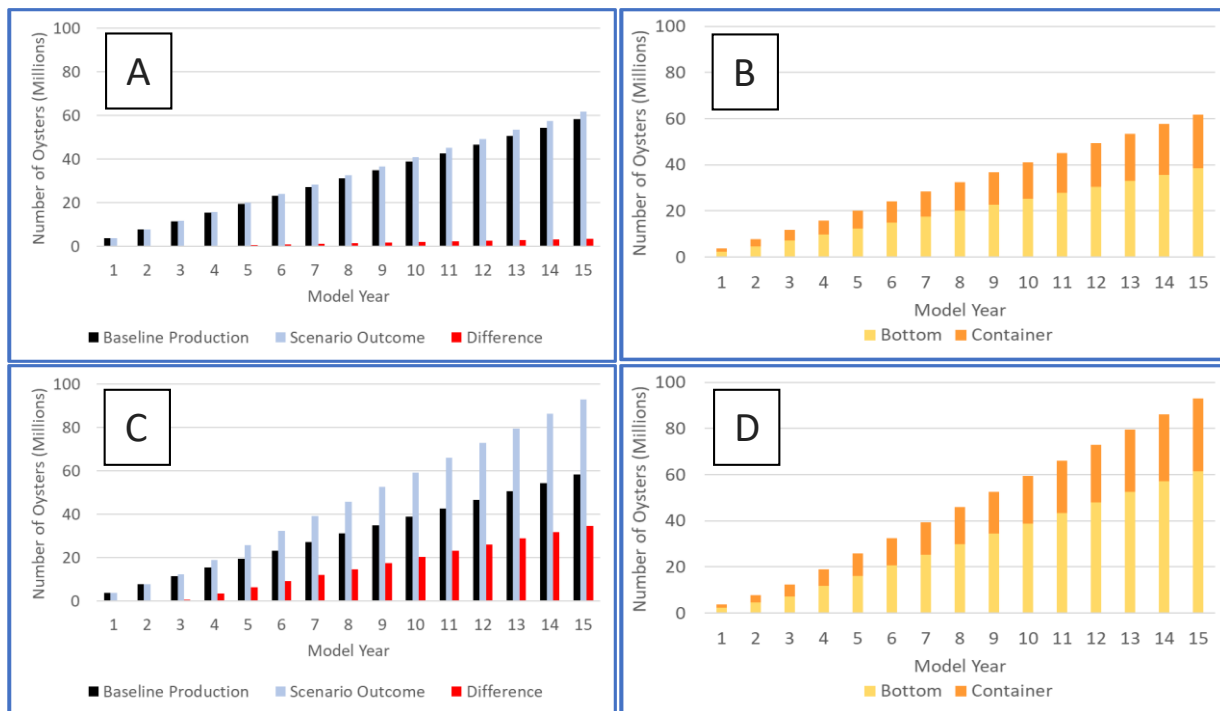 A
Number of Oysters (Millions)
100
80
60
40
20
0
1 2 3 4 5 6 7 8 9 10 11 12 13 14 15
Model Year
Baseline Production Scenario Outcome Difference
B
Number of Oysters (Millions)
100
80
60
40
20
0
1 2 3 4 5 6 7 8 9 10 11 12 13 14 15
Model Year
Bottom Container
C
Number of Oysters (Millions)
100
80
60
40
20
0
1 2 3 4 5 6 7 8 9 10 11 12 13 14 15
Model Year
Baseline Production Scenario Outcome Difference
D
Number of Oysters (Millions)
100
80
60
40
20
0
1 2 3 4 5 6 7 8 9 10 11 12 13 14 15
Model Year
Bottom Container